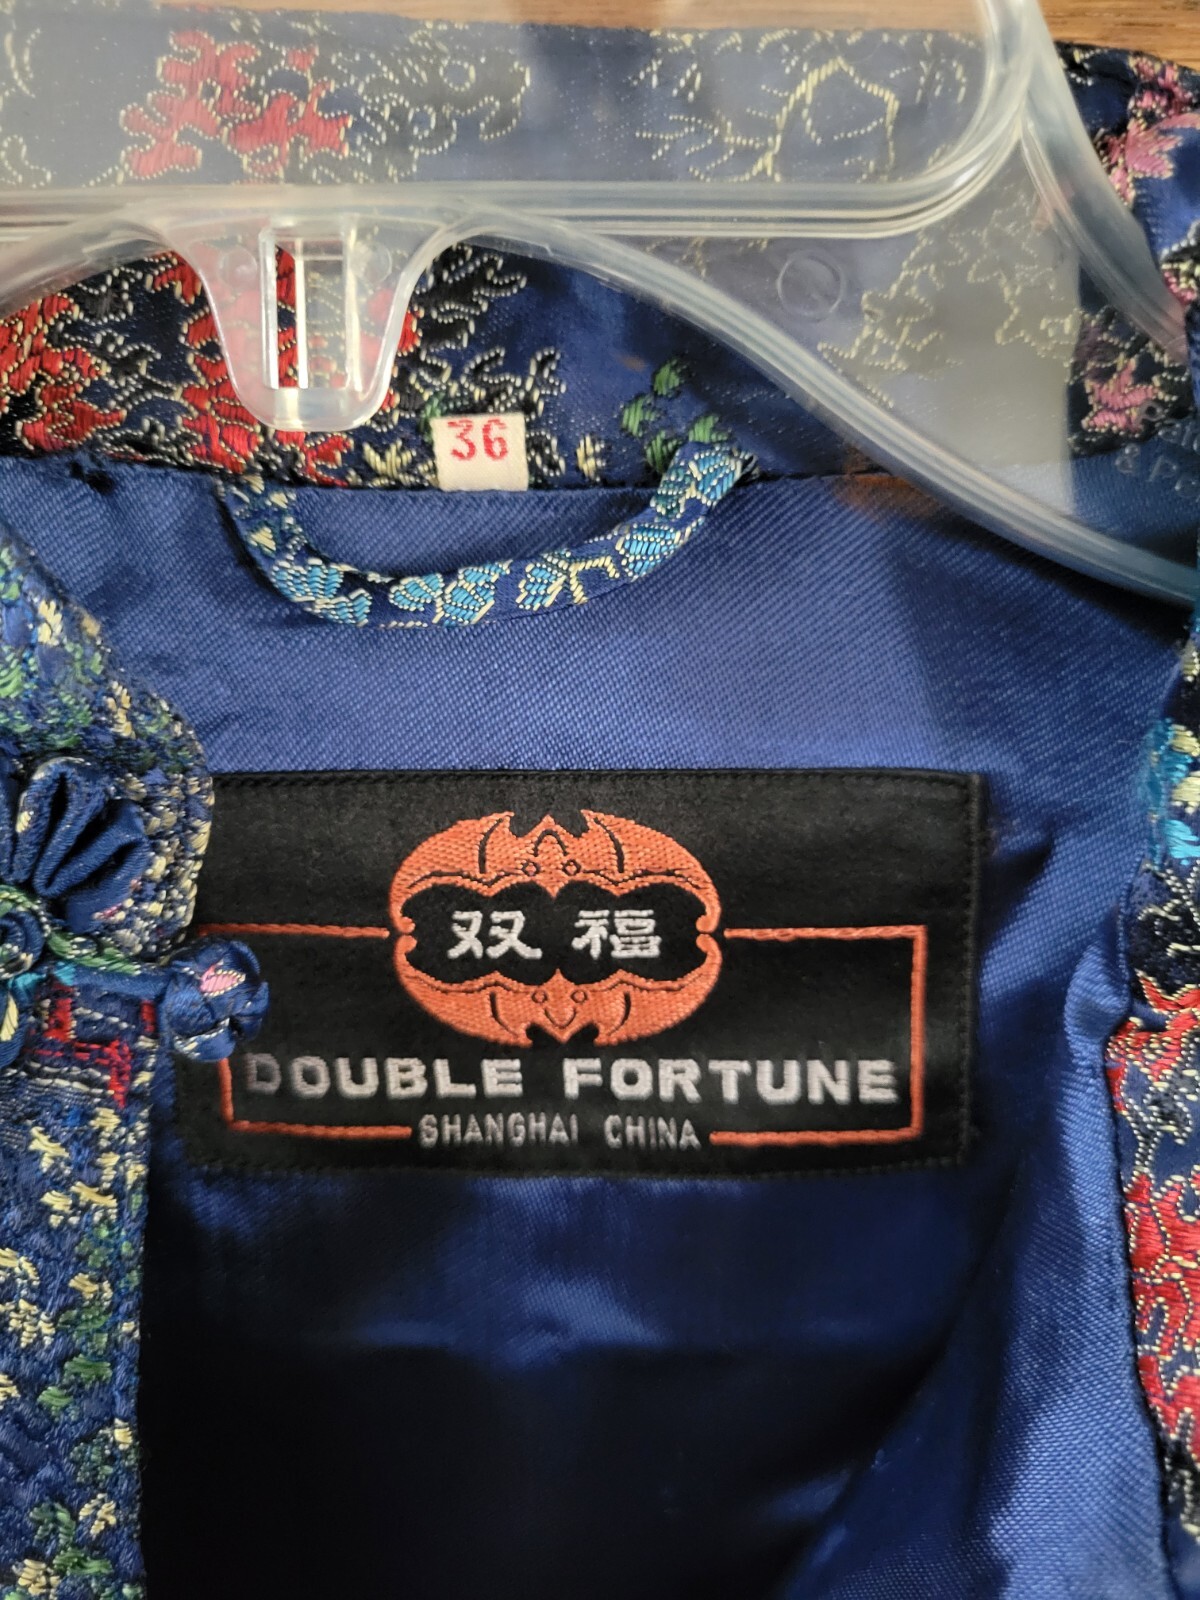 36
双福
DOUBLE FORTUNE
SHANGHAI CHINA